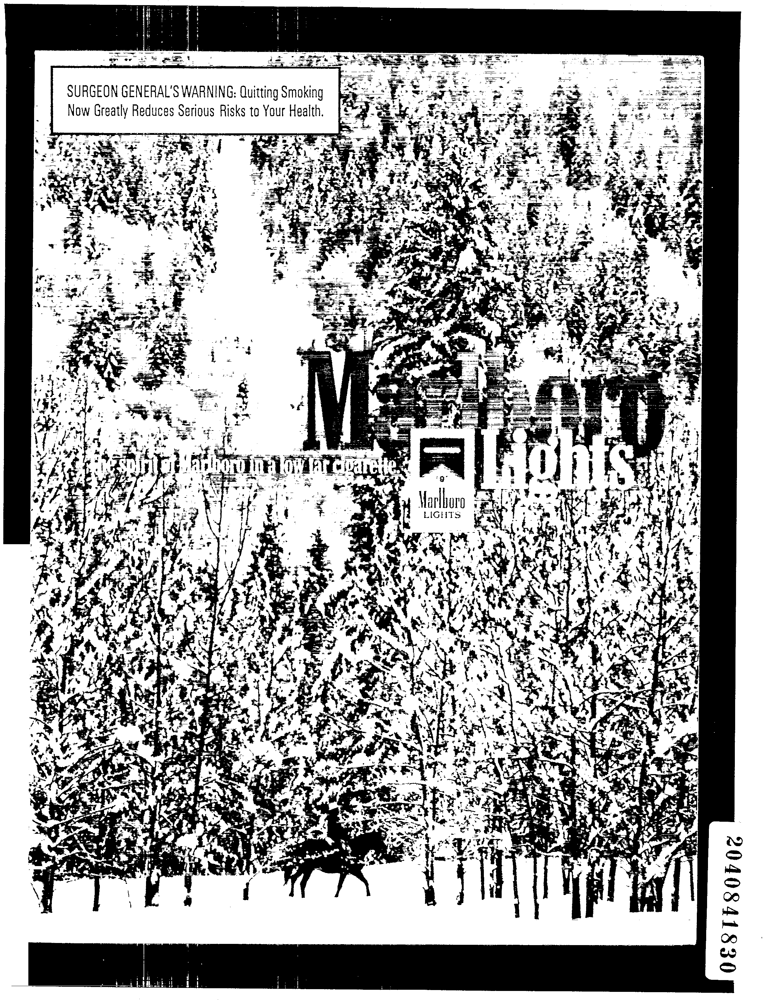 SURGEON GENERAL'S WARNING: Quitting Smoking
Now Greatly Reduces Serious Risks to Your Health.
Marlboro
Lights
The spirit of Marlboro in a low tar cigarette.
Marlboro
LIGHTS
2040841830